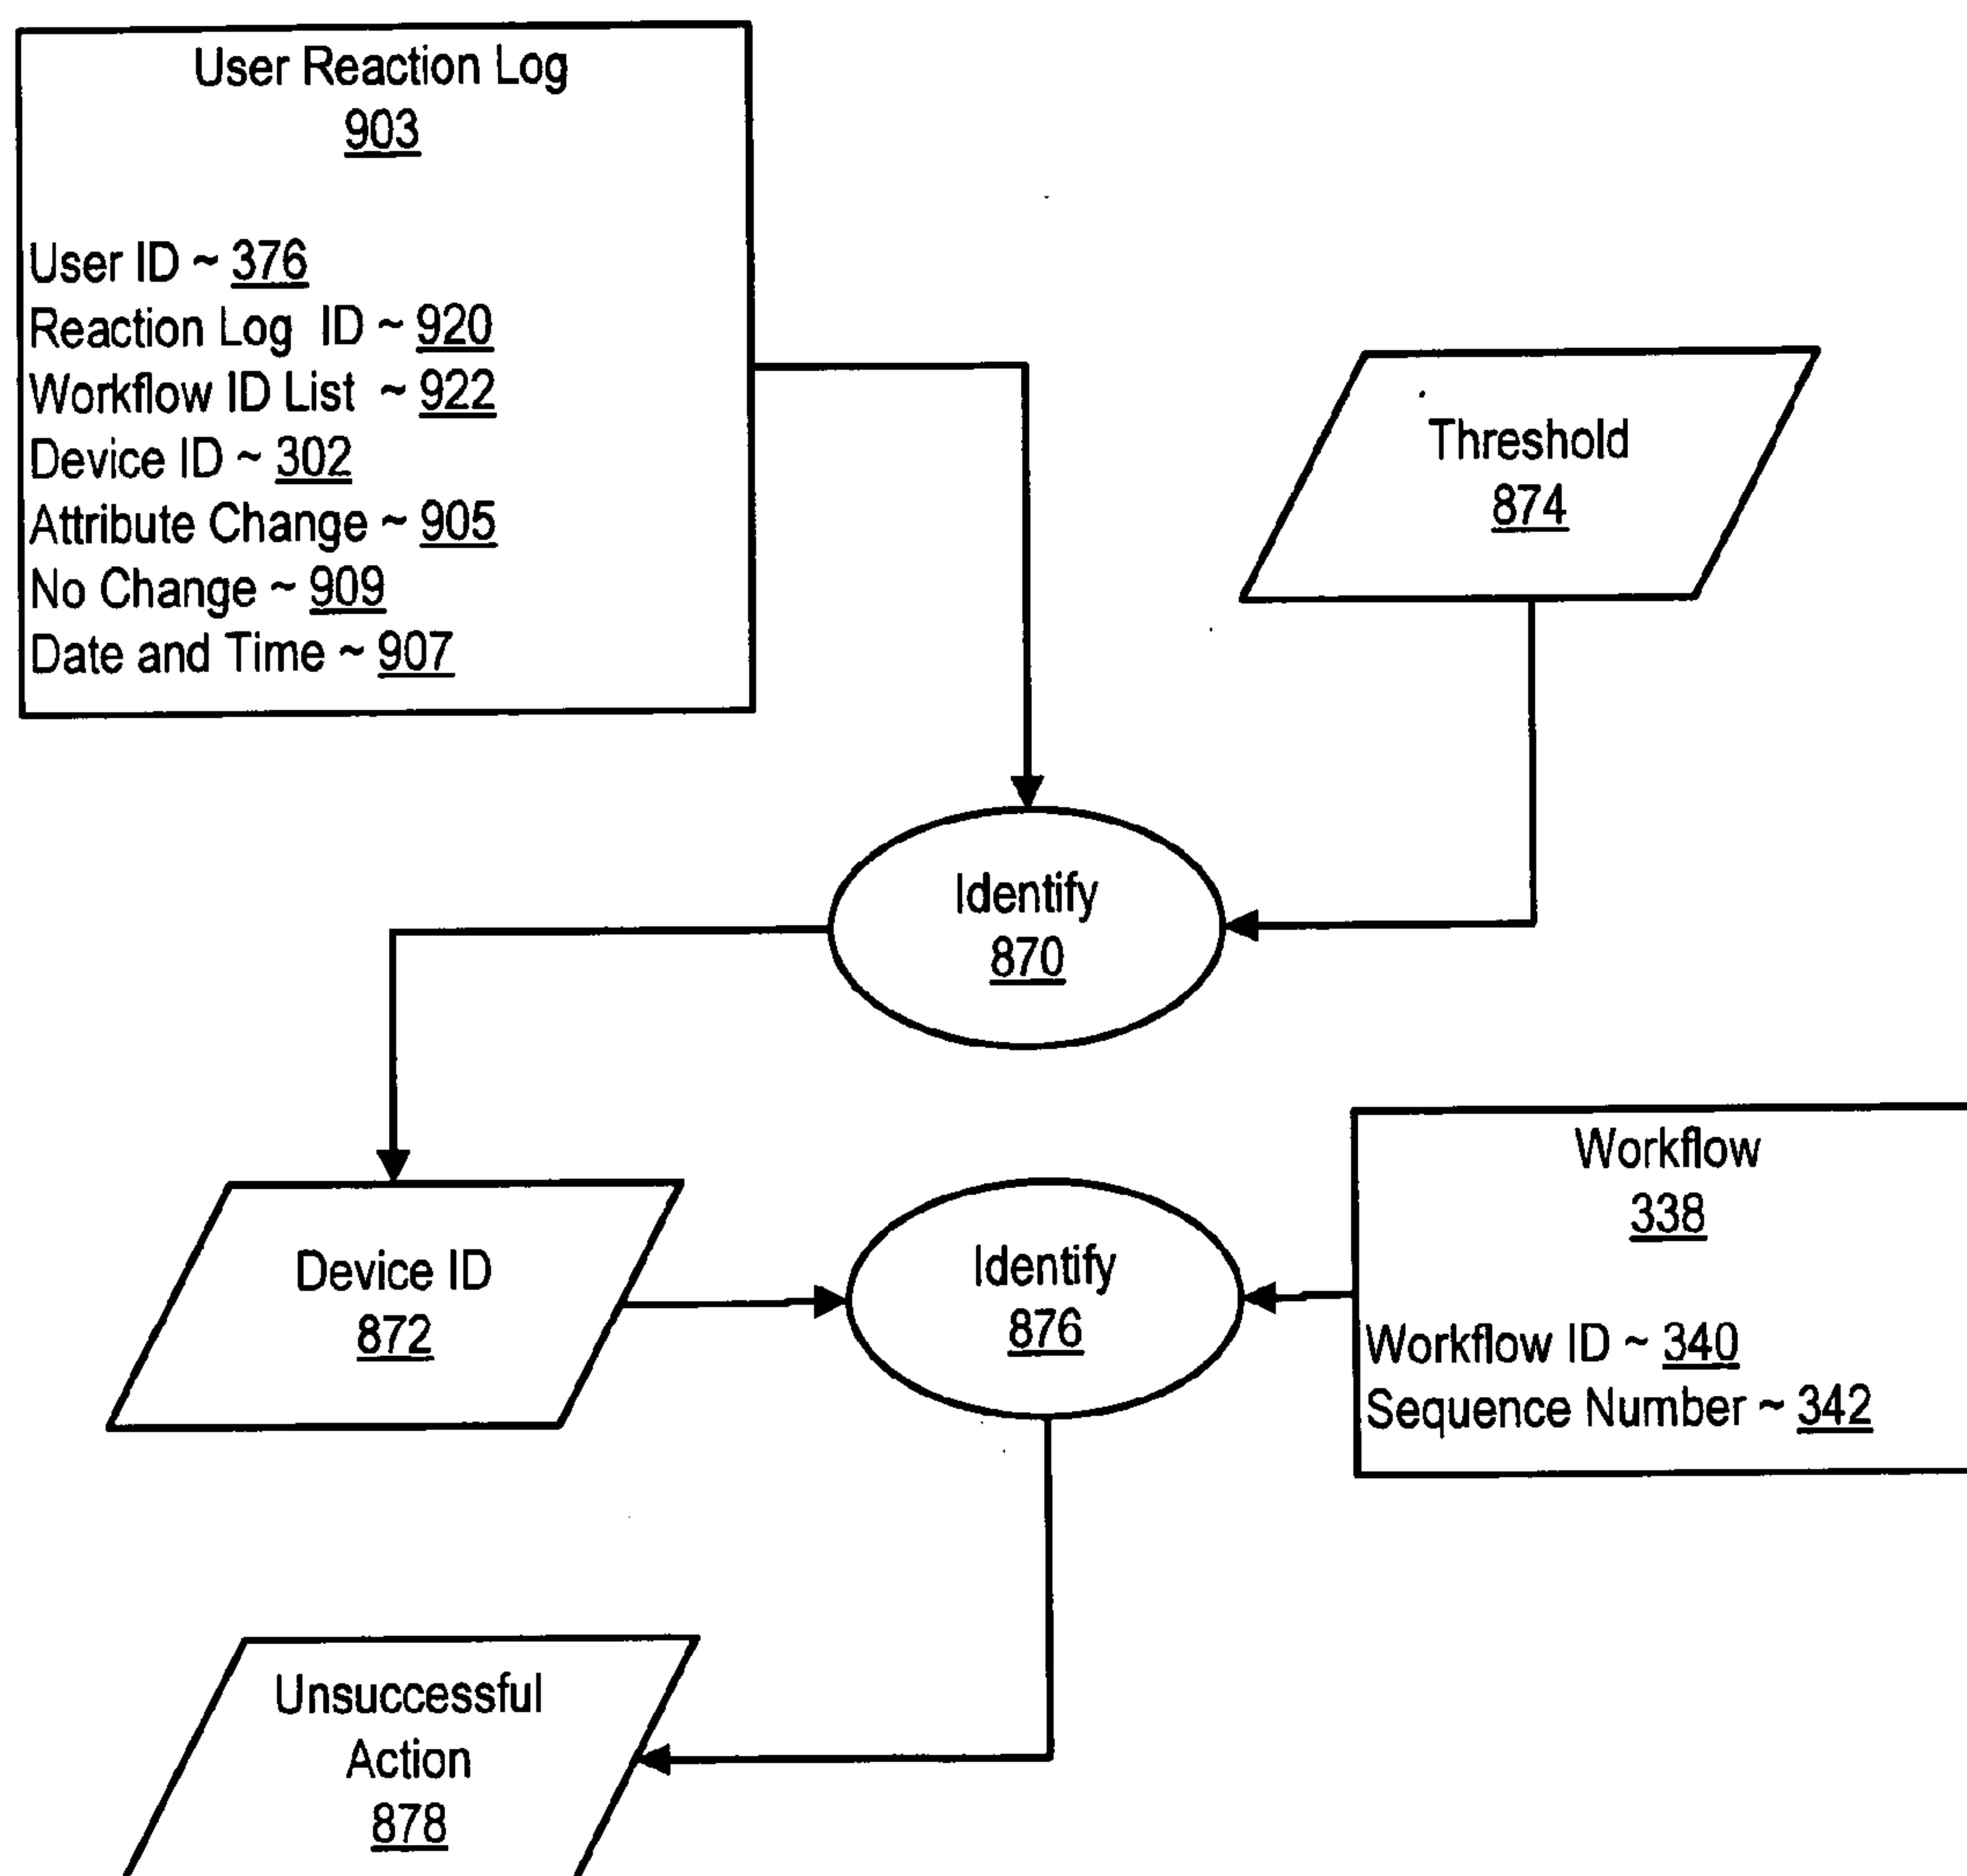 User Reaction Log
903
User ID ~ 376
Reaction Log ID ~ 920
Workflow ID List ~ 922
Device ID ~ 302
Attribute Change ~ 905
No Change ~ 909
Date and Time ~ 907
Threshold
874
Identify
870
Device ID
872
Identify
876
Workflow
338
Workflow ID ~ 340
Sequence Number ~ 342
Unsuccessful
Action
878